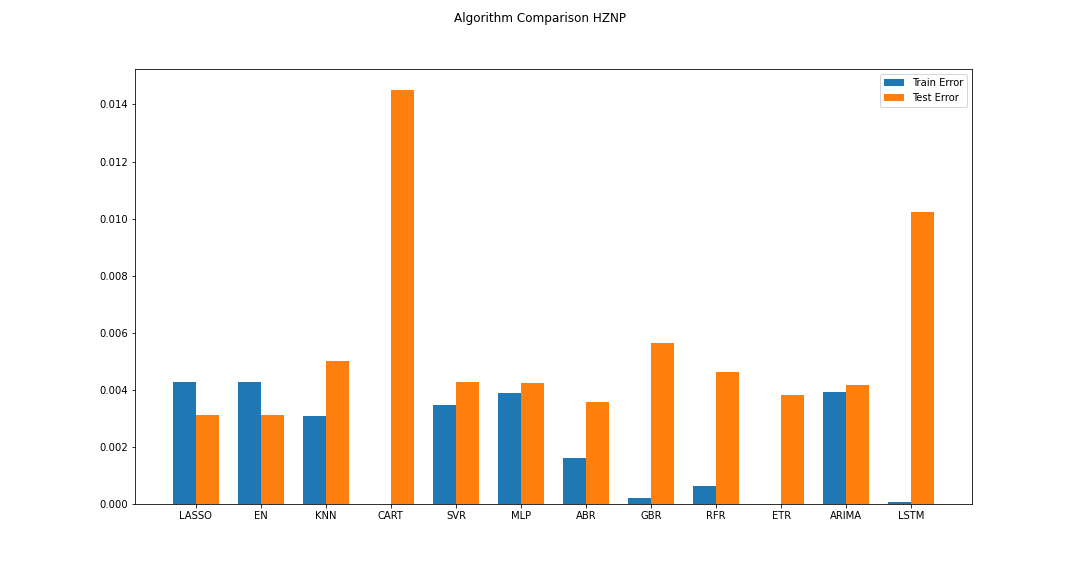 Algorithm Comparison HZNP
Train Error
Test Error
0.014
0.012
0.010
0.008
0.006
0.004
0.002
0.000
LASSO EN KNN CART SVR MLP ABR GBR RFR ETR ARIMA LSTM